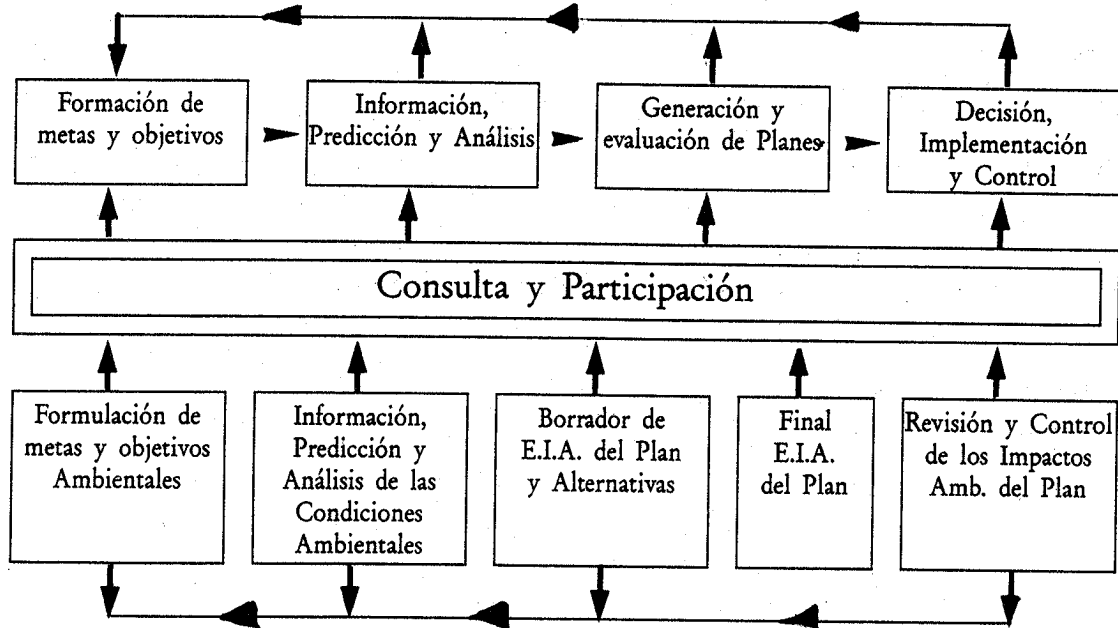 Formación de
metas y objetivos
Información,
Predicción y Análisis
Generación y
evaluación de Planes
Decisión,
Implementación
y Control
Consulta y Participación
Formulación de
metas y objetivos
Ambientales
Información,
Predicción y
Análisis de las
Condiciones
Ambientales
Borrador de
E.I.A. del Plan
y Alternativas
Final
E.I.A.
del Plan
Revisión y Control
de los Impactos
Amb. del Plan